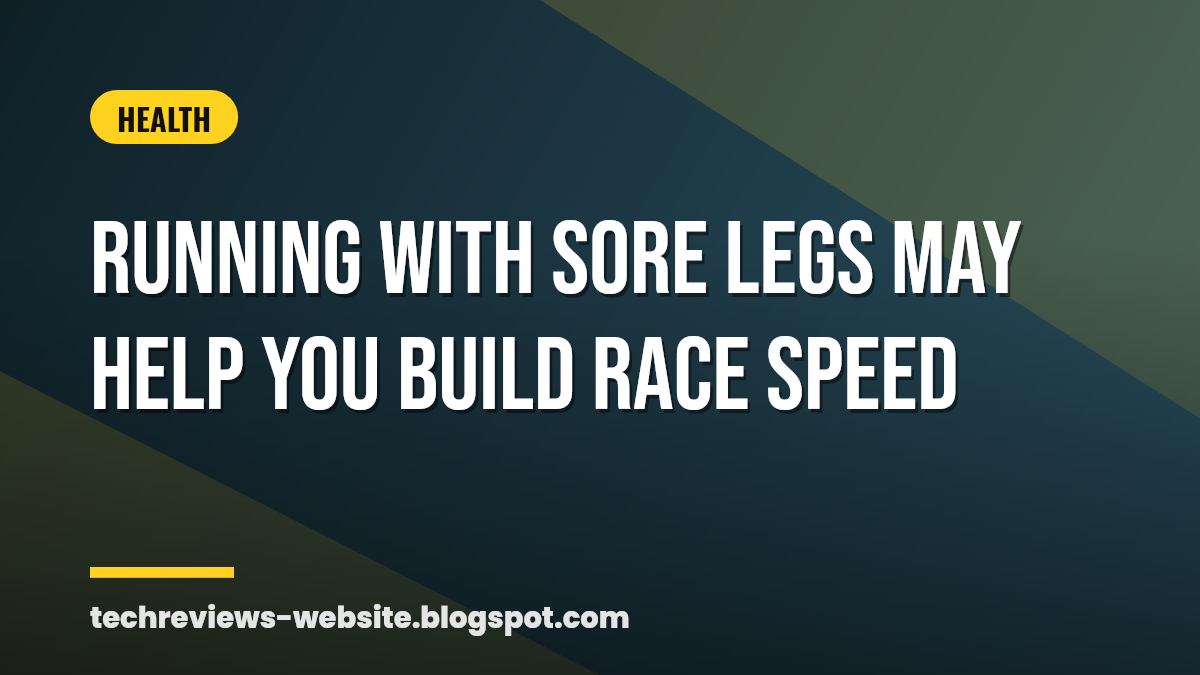 HEALTH
RUNNING WITH SORE LEGS MAY
HELP YOU BUILD RACE SPEED
techreviews-website.blogspot.com